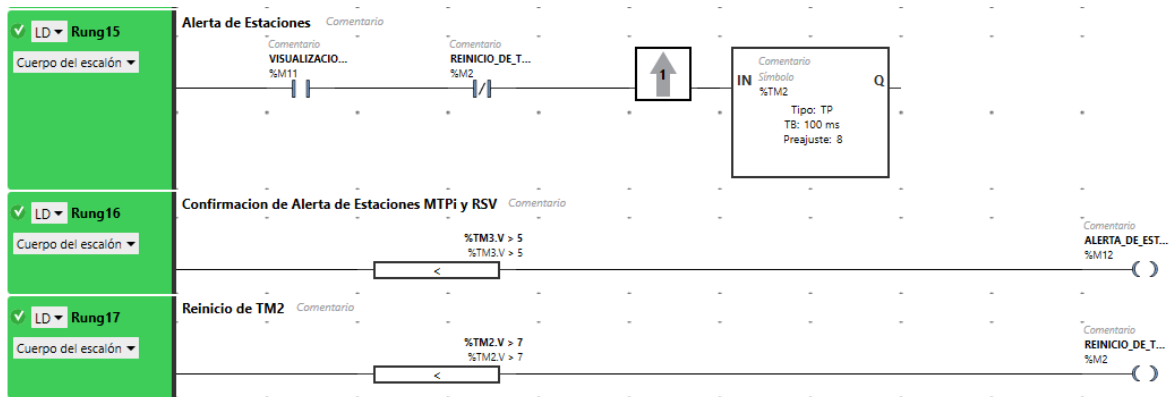 LD Rung15
Cuerpo del escalón
Alerta de Estaciones Comentario
Comentario
VISUALIZACIO...
%M11
Comentario
REINICIO_DE_T...
%M2
1
Comentario
IN Símbolo Q
%TM2
Tipo: TP
TB: 100 ms
Preajuste: 8
LD Rung16
Cuerpo del escalón
Confirmacion de Alerta de Estaciones MTPi y RSV Comentario
%TM3.V > 5
%TM3.V > 5
<
Comentario
ALERTA_DE_EST...
%M12
LD Rung17
Cuerpo del escalón
Reinicio de TM2 Comentario
%TM2.V > 7
%TM2.V > 7
<
Comentario
REINICIO_DE_T...
%M2